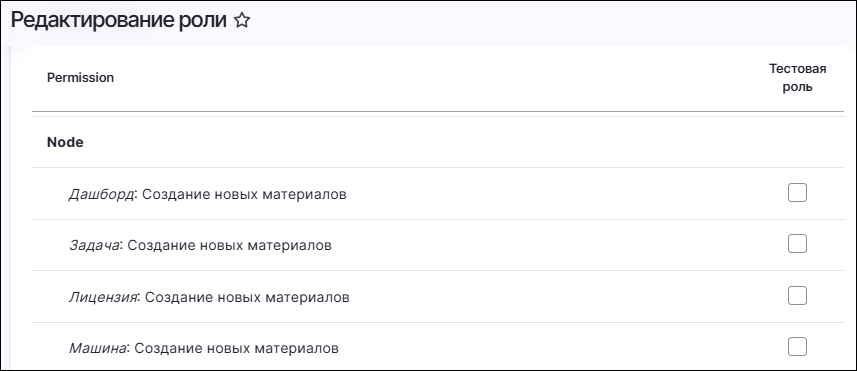 Редактирование роли
Permission
Тестовая
роль
Node
Дашборд: Создание новых материалов
Задача: Создание новых материалов
Лицензия: Создание новых материалов
Машина: Создание новых материалов